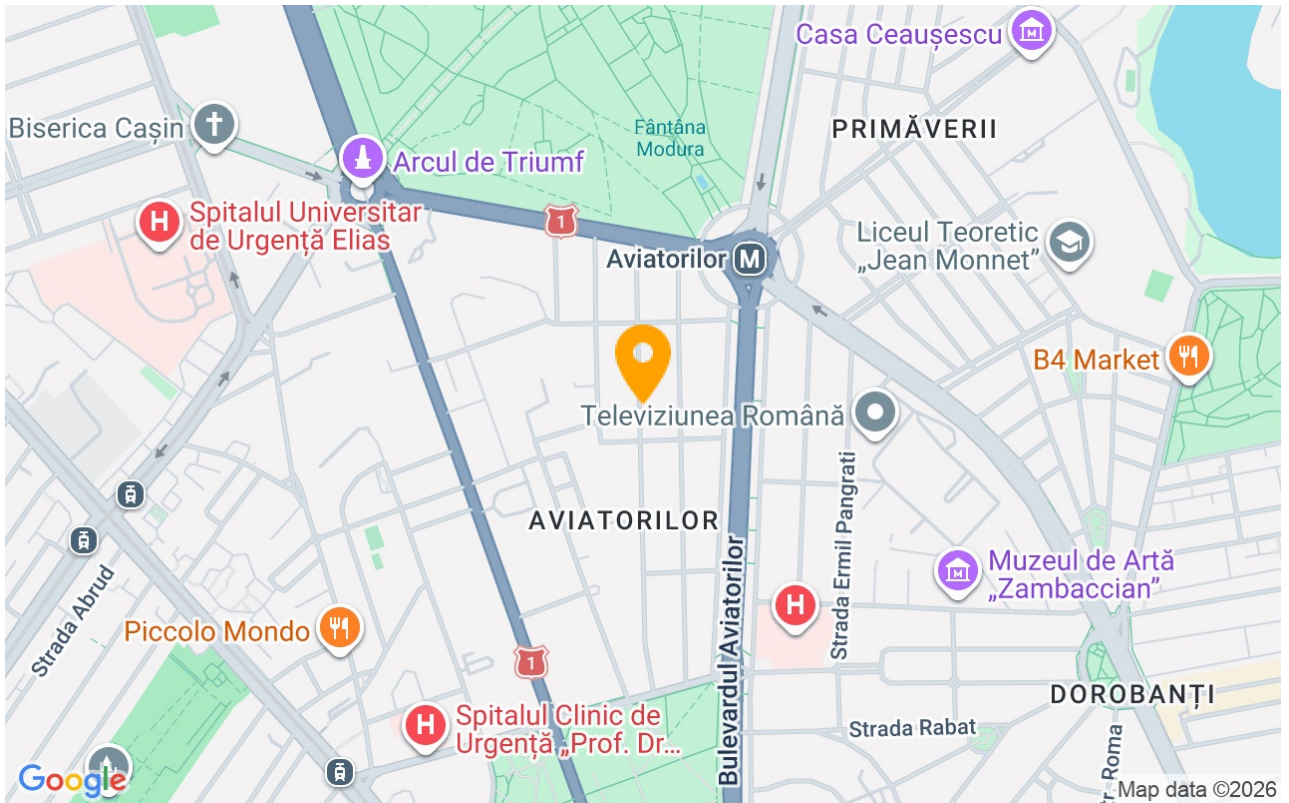 Casa Ceaușescu
Biserica Cașin
Fântâna
Modura
PRIMĂVERII
Arcul de Triumf
Spitalul Universitar
de Urgență Elias
1
Aviatorilor
Liceul Teoretic
„Jean Monnet”
B4 Market
Televiziunea Română
AVIATORILOR
Strada Ermil Pangrati
Muzeul de Artă
„Zambaccian”
Strada Abrud
Piccolo Mondo
1
Bulevardul Aviatorilor
DOROBANȚI
Spitalul Clinic de
Urgență „Prof. Dr...
Strada Rabat
Roma
Google
Map data ©2026